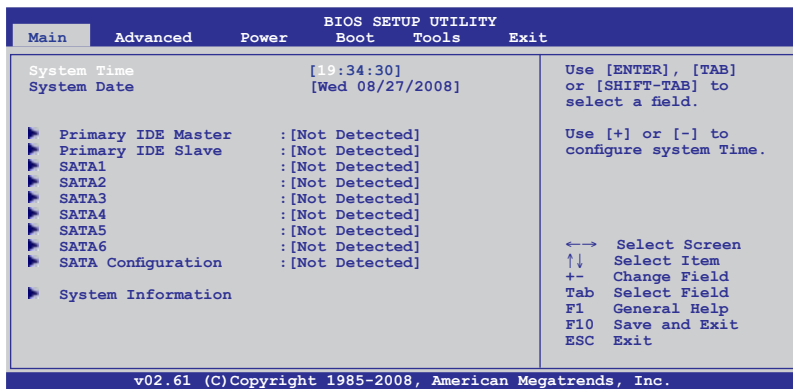 BIOS SETUP UTILITY
Main Advanced Power Boot Tools Exit
System Time [19:34:30]
System Date [Wed 08/27/2008]
Primary IDE Master :[Not Detected]
Primary IDE Slave :[Not Detected]
SATA1 :[Not Detected]
SATA2 :[Not Detected]
SATA3 :[Not Detected]
SATA4 :[Not Detected]
SATA5 :[Not Detected]
SATA6 :[Not Detected]
SATA Configuration :[Not Detected]
System Information
Use [ENTER], [TAB]
or [SHIFT-TAB] to
select a field.
Use [+] or [-] to
configure system Time.
←→ Select Screen
↑↓ Select Item
+- Change Field
Tab Select Field
F1 General Help
F10 Save and Exit
ESC Exit
v02.61 (C)Copyright 1985-2008, American Megatrends, Inc.